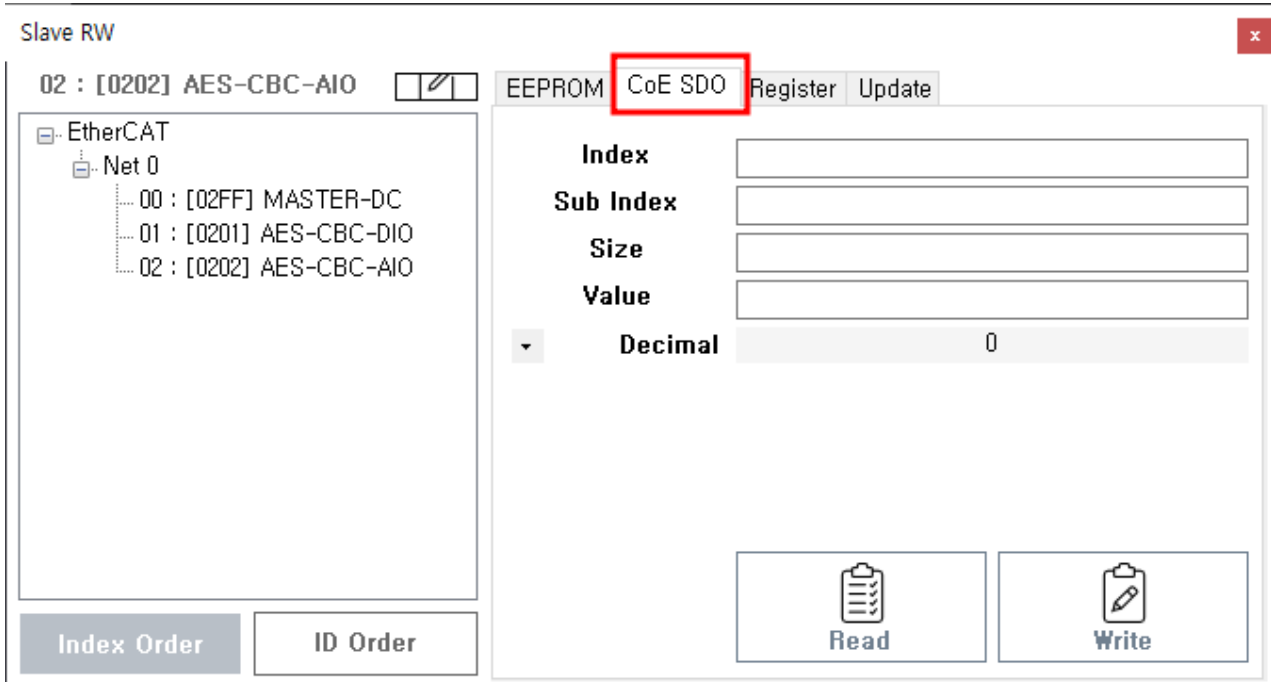 Slave RW
x
02 : [0202] AES-CBC-AIO
EtherCAT
Net 0
00 : [02FF] MASTER-DC
01 : [0201] AES-CBC-DIO
02 : [0202] AES-CBC-AIO
Index Order
ID Order
EEPROM CoE SDO Register Update
Index
Sub Index
Size
Value
Decimal 0
Read
Write